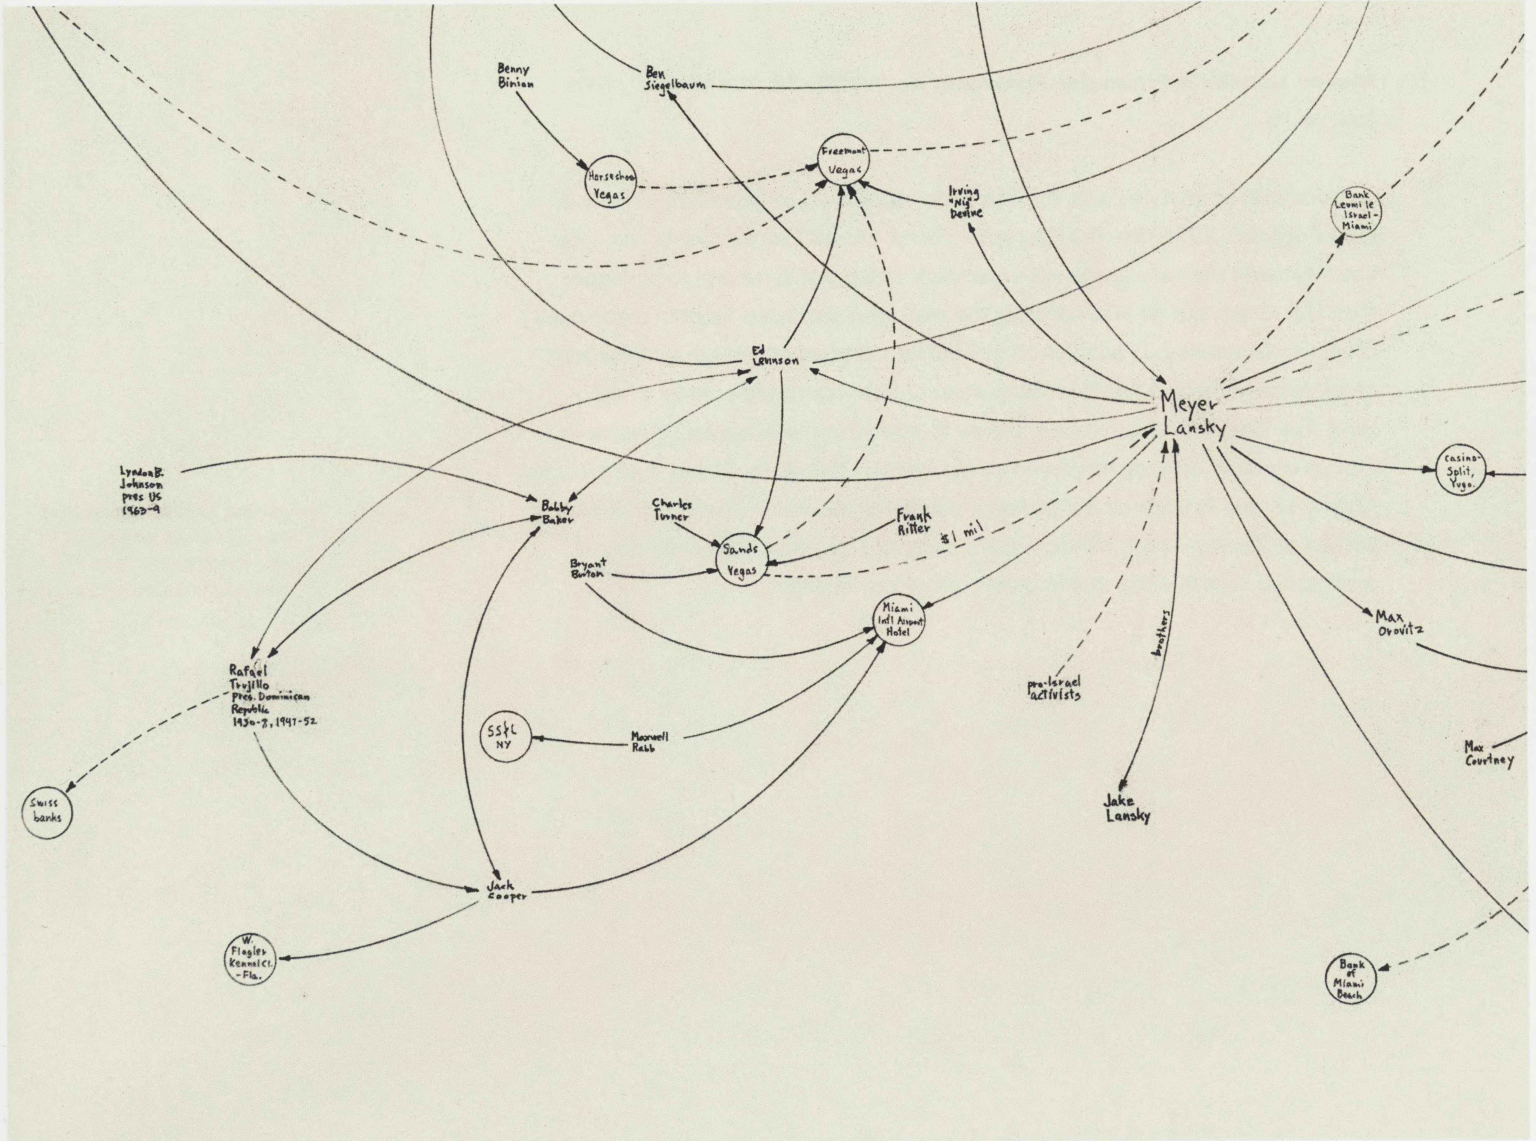 Benny
Binion
Ben
Siegelbaum
Horseshoe
Vegas
Freemont
Vegas
Irving
"Nig"
Devine
Bank
Leumi le
Israel-
Miami
Ed
Levinson
Meyer
Lansky
Casino-
Split,
Yugo.
Lyndon B.
Johnson
pres US
1963-9
Bobby
Baker
Charles
Turner
Frank
Ritter
$1 mil
Sands
Vegas
Bryant
Burton
Miami
Int'l Airport
Hotel
Max
Orovitz
brothers
Rafael
Trujillo
pres. Dominican
Republic
1930-8, 1947-52
pro-Israel
activists
SS&L
NY
Maxwell
Rabb
Max
Courtney
Swiss
banks
Jake
Lansky
Jack
Cooper
W.
Flagler
Kennel Cl.
-Fla.
Bank
of
Miami
Beach